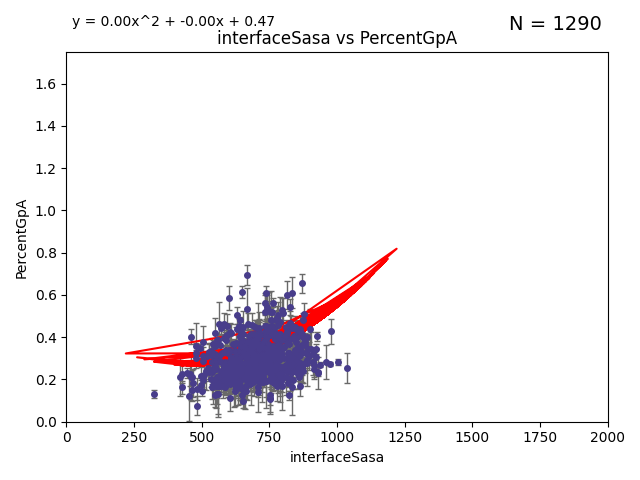 y = 0.00x^2 + -0.00x + 0.47
N = 1290
interfaceSasa vs PercentGpA
PercentGpA
1.6
1.4
1.2
1.0
0.8
0.6
0.4
0.2
0.0
0 250 500 750 1000 1250 1500 1750 2000
interfaceSasa